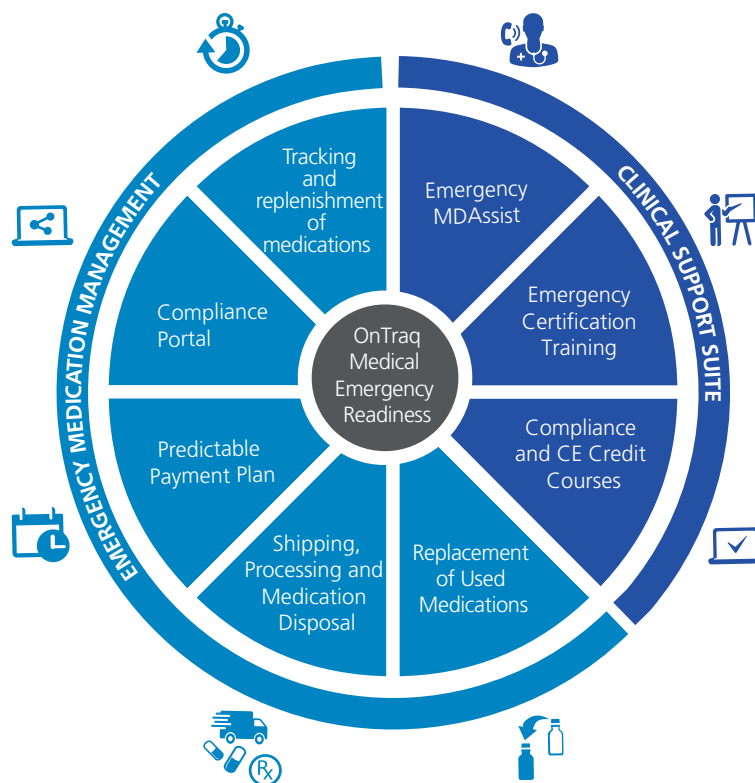 Tracking
and
replenishment
of
medications
Emergency
MDAssist
Emergency
Certification
Training
Compliance
and CE Credit
Courses
Replacement
of Used
Medications
Shipping,
Processing and
Medication
Disposal
Predictable
Payment Plan
Compliance
Portal
OnTraq
Medical
Emergency
Readiness
EMERGENCY MEDICATION MANAGEMENT
CLINICAL SUPPORT SUITE
Rx